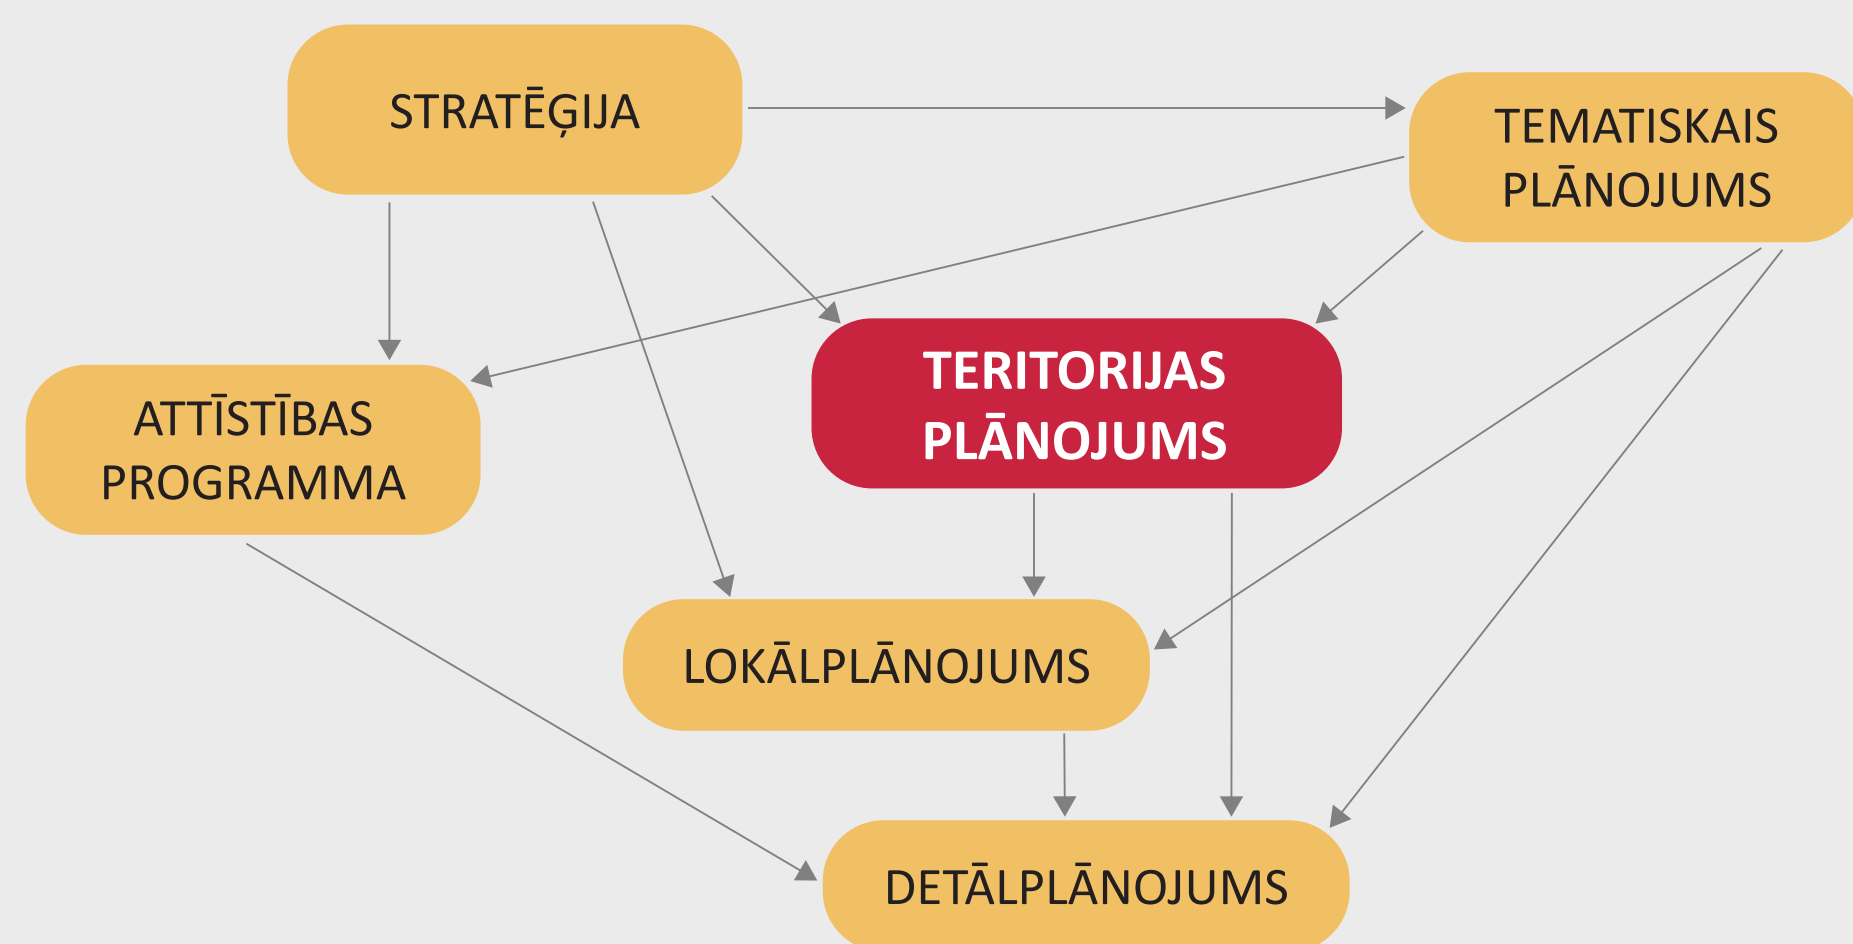 STRATĒĢIJA
TEMATISKAIS
PLĀNOJUMS
TERITORIJAS
PLĀNOJUMS
ATTĪSTĪBAS
PROGRAMMA
LOKĀLPLĀNOJUMS
DETĀLPLĀNOJUMS